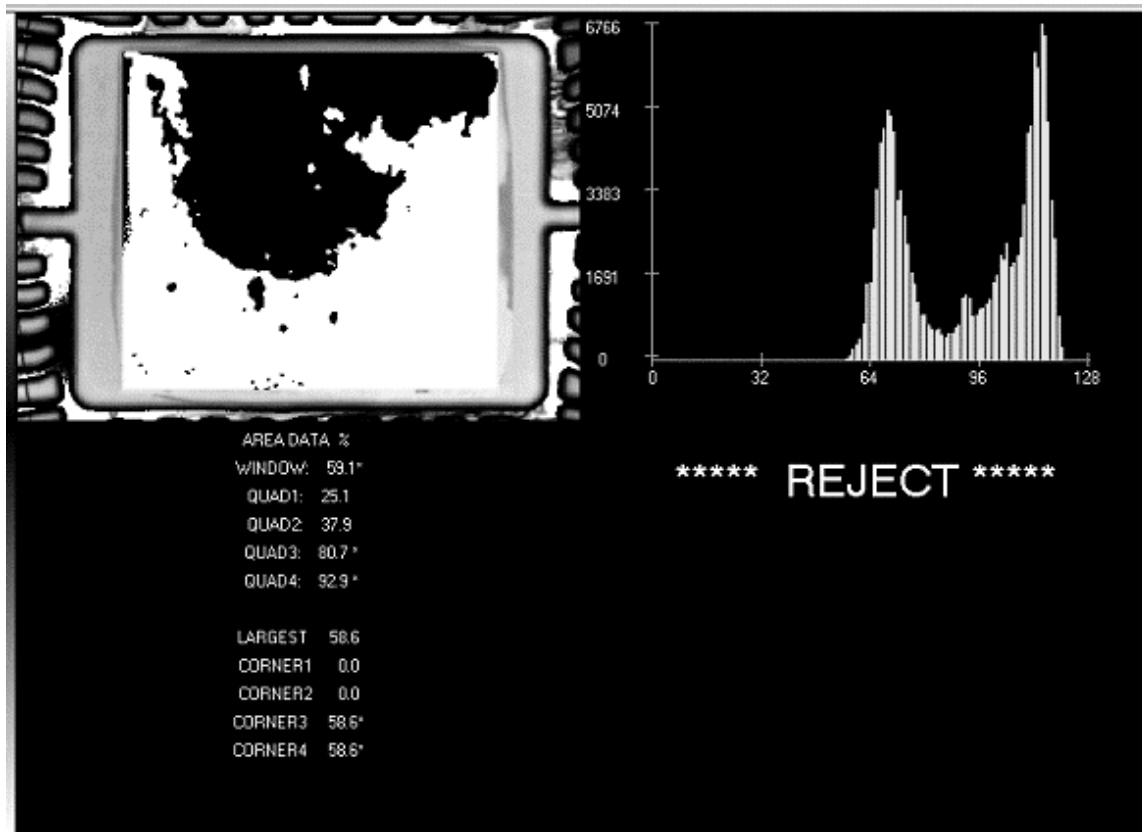 6766
5074
3383
1691
0
0 32 64 96 128
AREA DATA %
WINDOW: 59.1*
QUAD1: 25.1
QUAD2: 37.9
QUAD3: 80.7 *
QUAD4: 92.9 *
LARGEST 58.6
CORNER1 0.0
CORNER2 0.0
CORNER3 58.6*
CORNER4 58.6*
***** REJECT *****